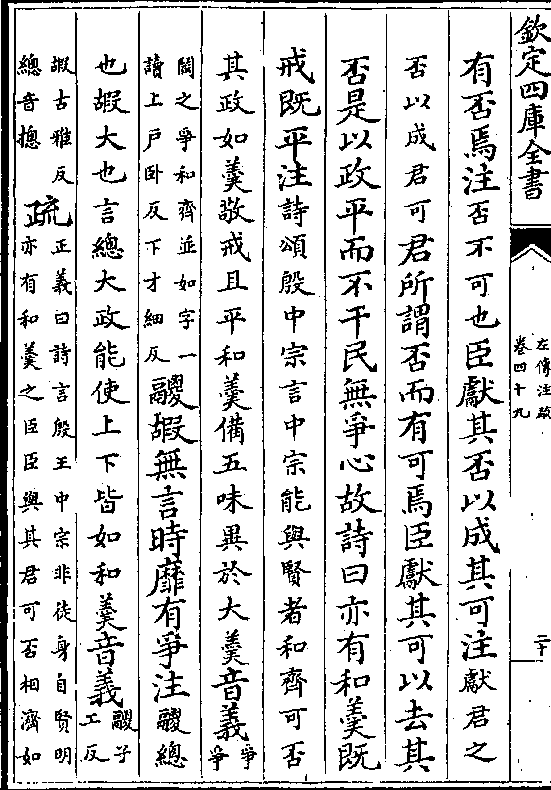 欽定四庫全書
左傳注疏
卷四十九
二十
有否焉注否不可也臣獻其否以成其可注獻君之
否以成君可君所謂否而有可焉臣獻其可以去其
否是以政平而不干民無爭心故詩曰亦有和羹既
戒既平注詩頌殷中宗言中宗能與賢者和齊可否
其政如羹敬戒且平和羹備五味異於大羹音義爭爭
鬭之爭和齊並如字一讀上戸卧反下才細反鬷嘏無言時靡有爭注鬷總
也嘏大也言總大政能使上下皆如和羹音義鬷子工反
嘏古雅反總音摠疏正義曰詩言殷王中宗非徒身自賢明亦有和羹之臣臣與其君可否相濟如